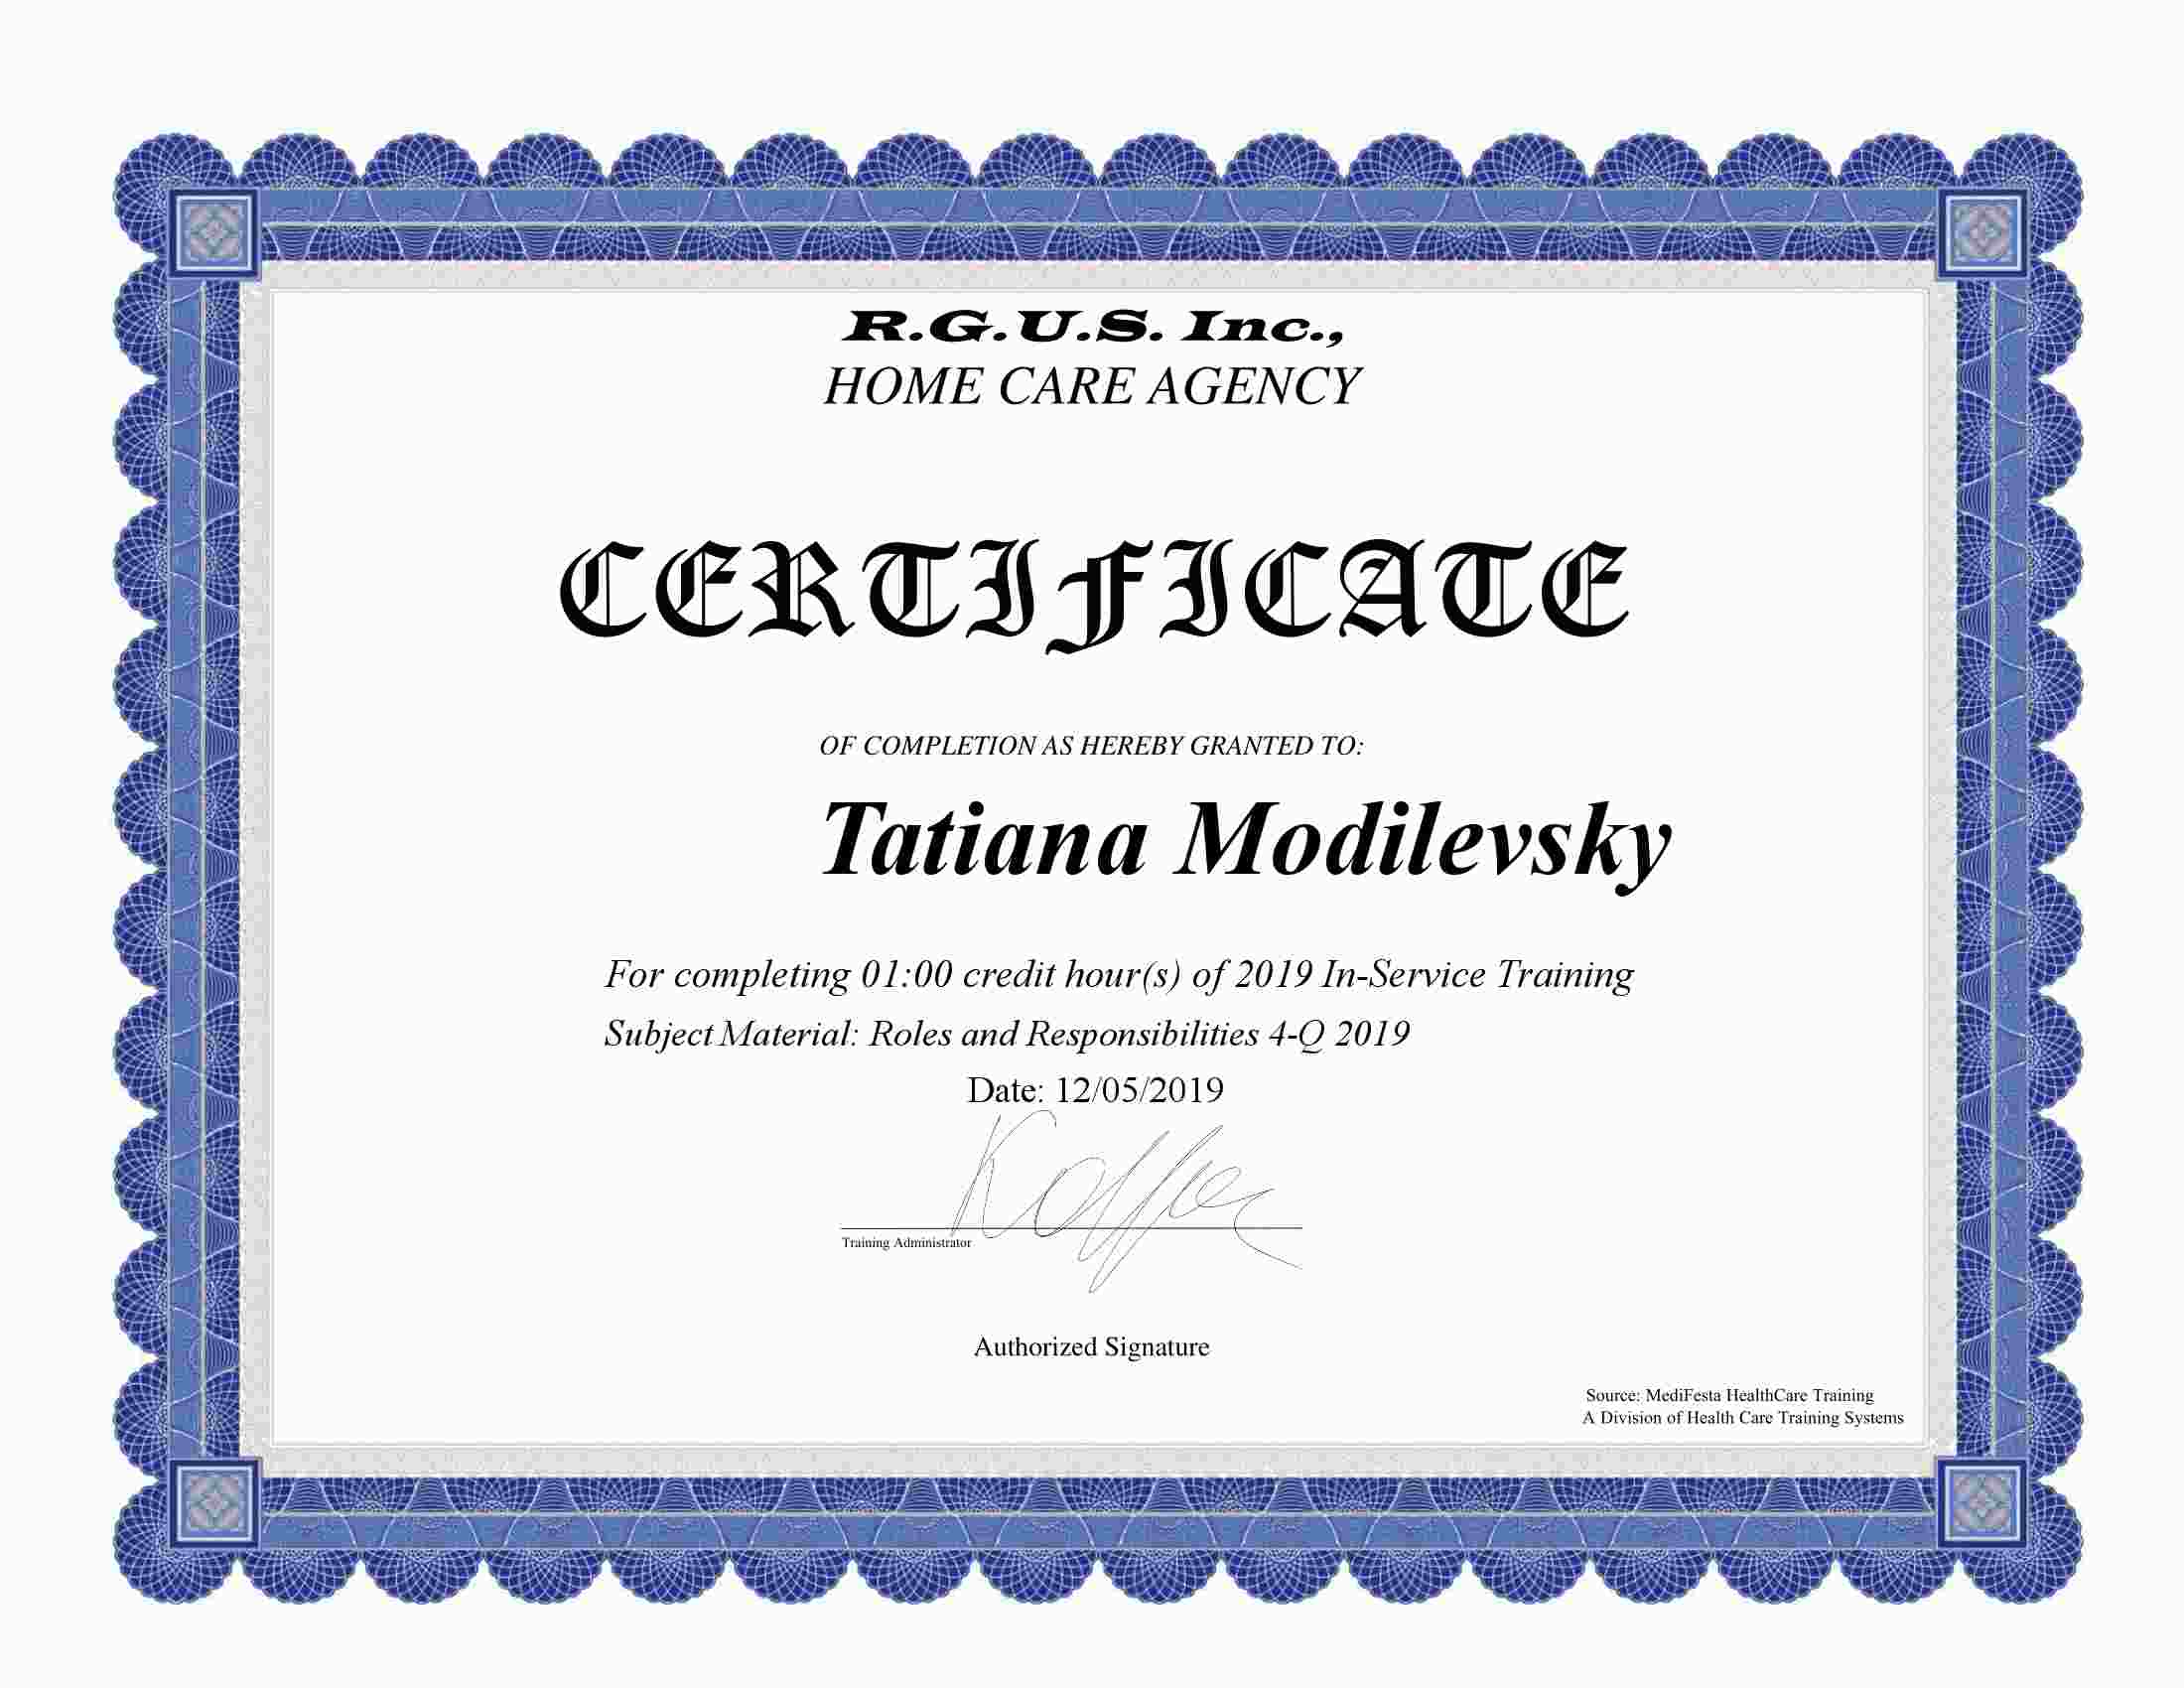 R.G.U.S. Inc.,
HOME CARE AGENCY
CERTIFICATE
OF COMPLETION AS HEREBY GRANTED TO:
Tatiana Modilevsky
For completing 01:00 credit hour(s) of 2019 In-Service Training
Subject Material: Roles and Responsibilities 4-Q 2019
Date: 12/05/2019
Training Administrator
Authorized Signature
Source: MediFesta HealthCare Training
A Division of Health Care Training Systems